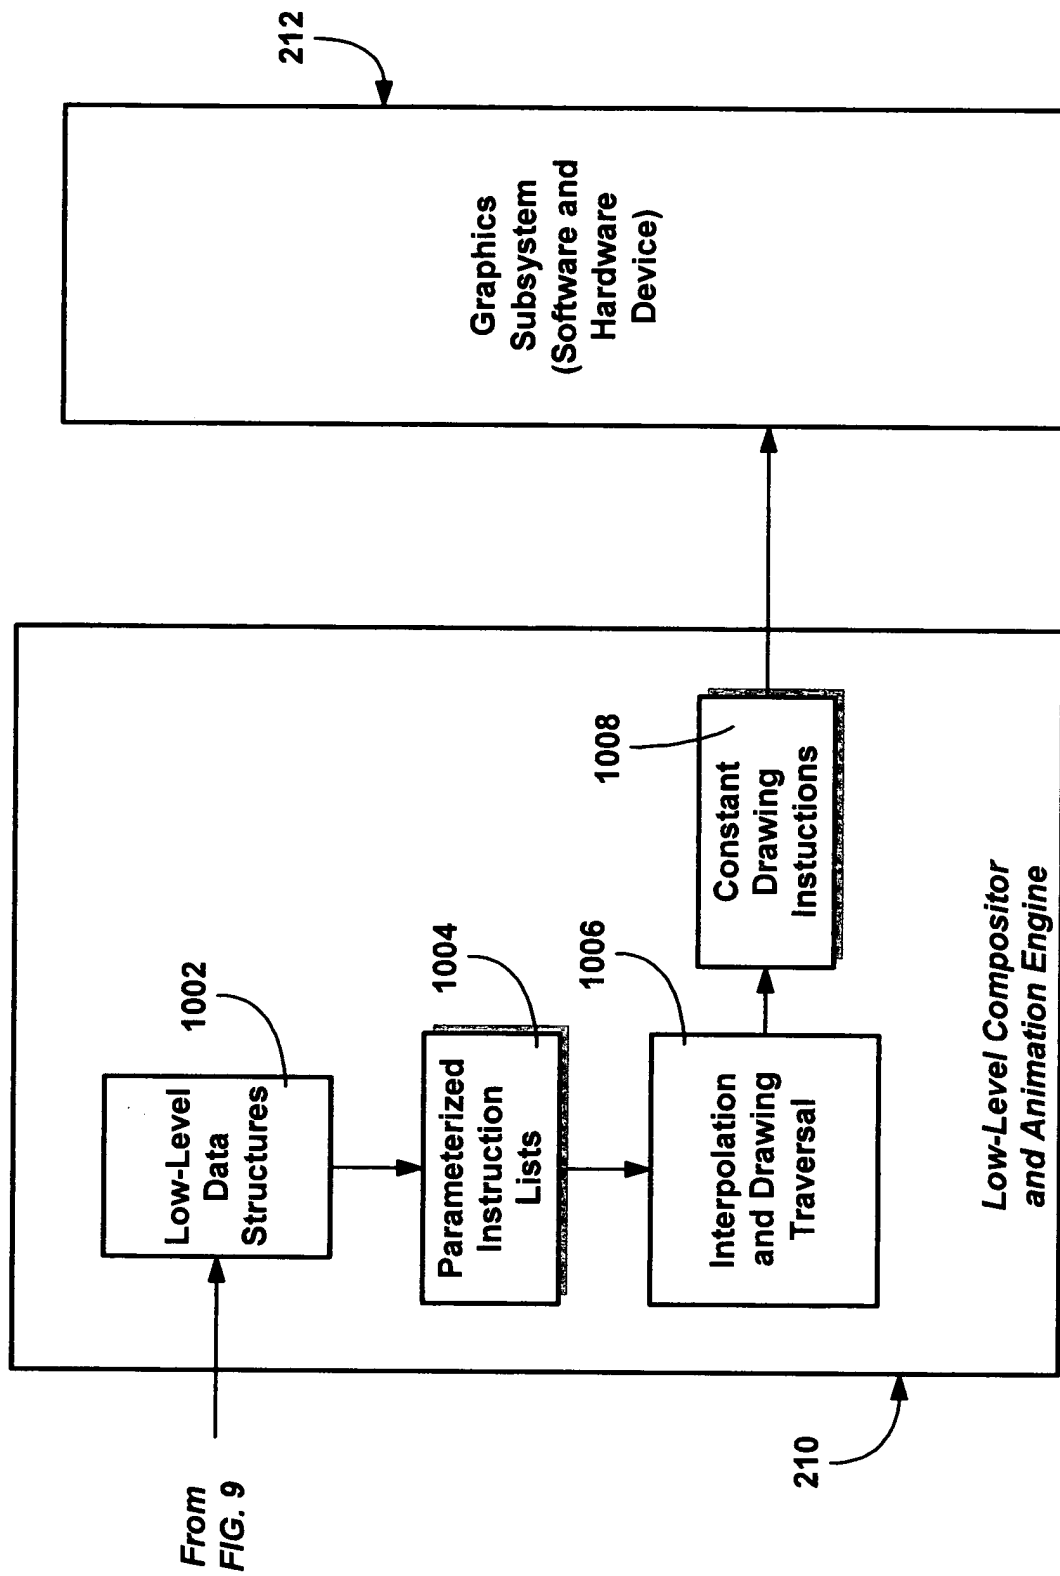 From
FIG. 9
1002
Low-Level
Data
Structures
1004
Parameterized
Instruction
Lists
1006
Interpolation
and Drawing
Traversal
1008
Constant
Drawing
Instuctions
210
Low-Level Compositor
and Animation Engine
212
Graphics
Subsystem
(Software and
Hardware
Device)